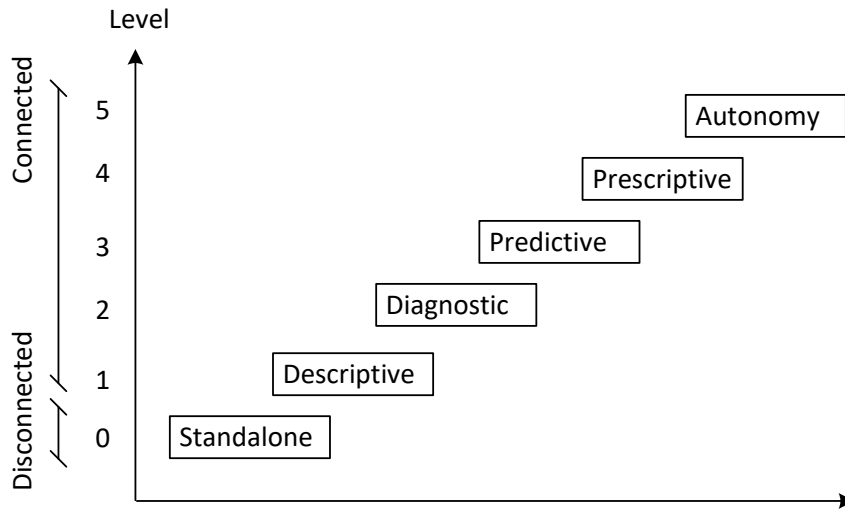 Level
Connected
5
Autonomy
4
Prescriptive
3
Predictive
2
Diagnostic
1
Descriptive
Disconnected
0
Standalone